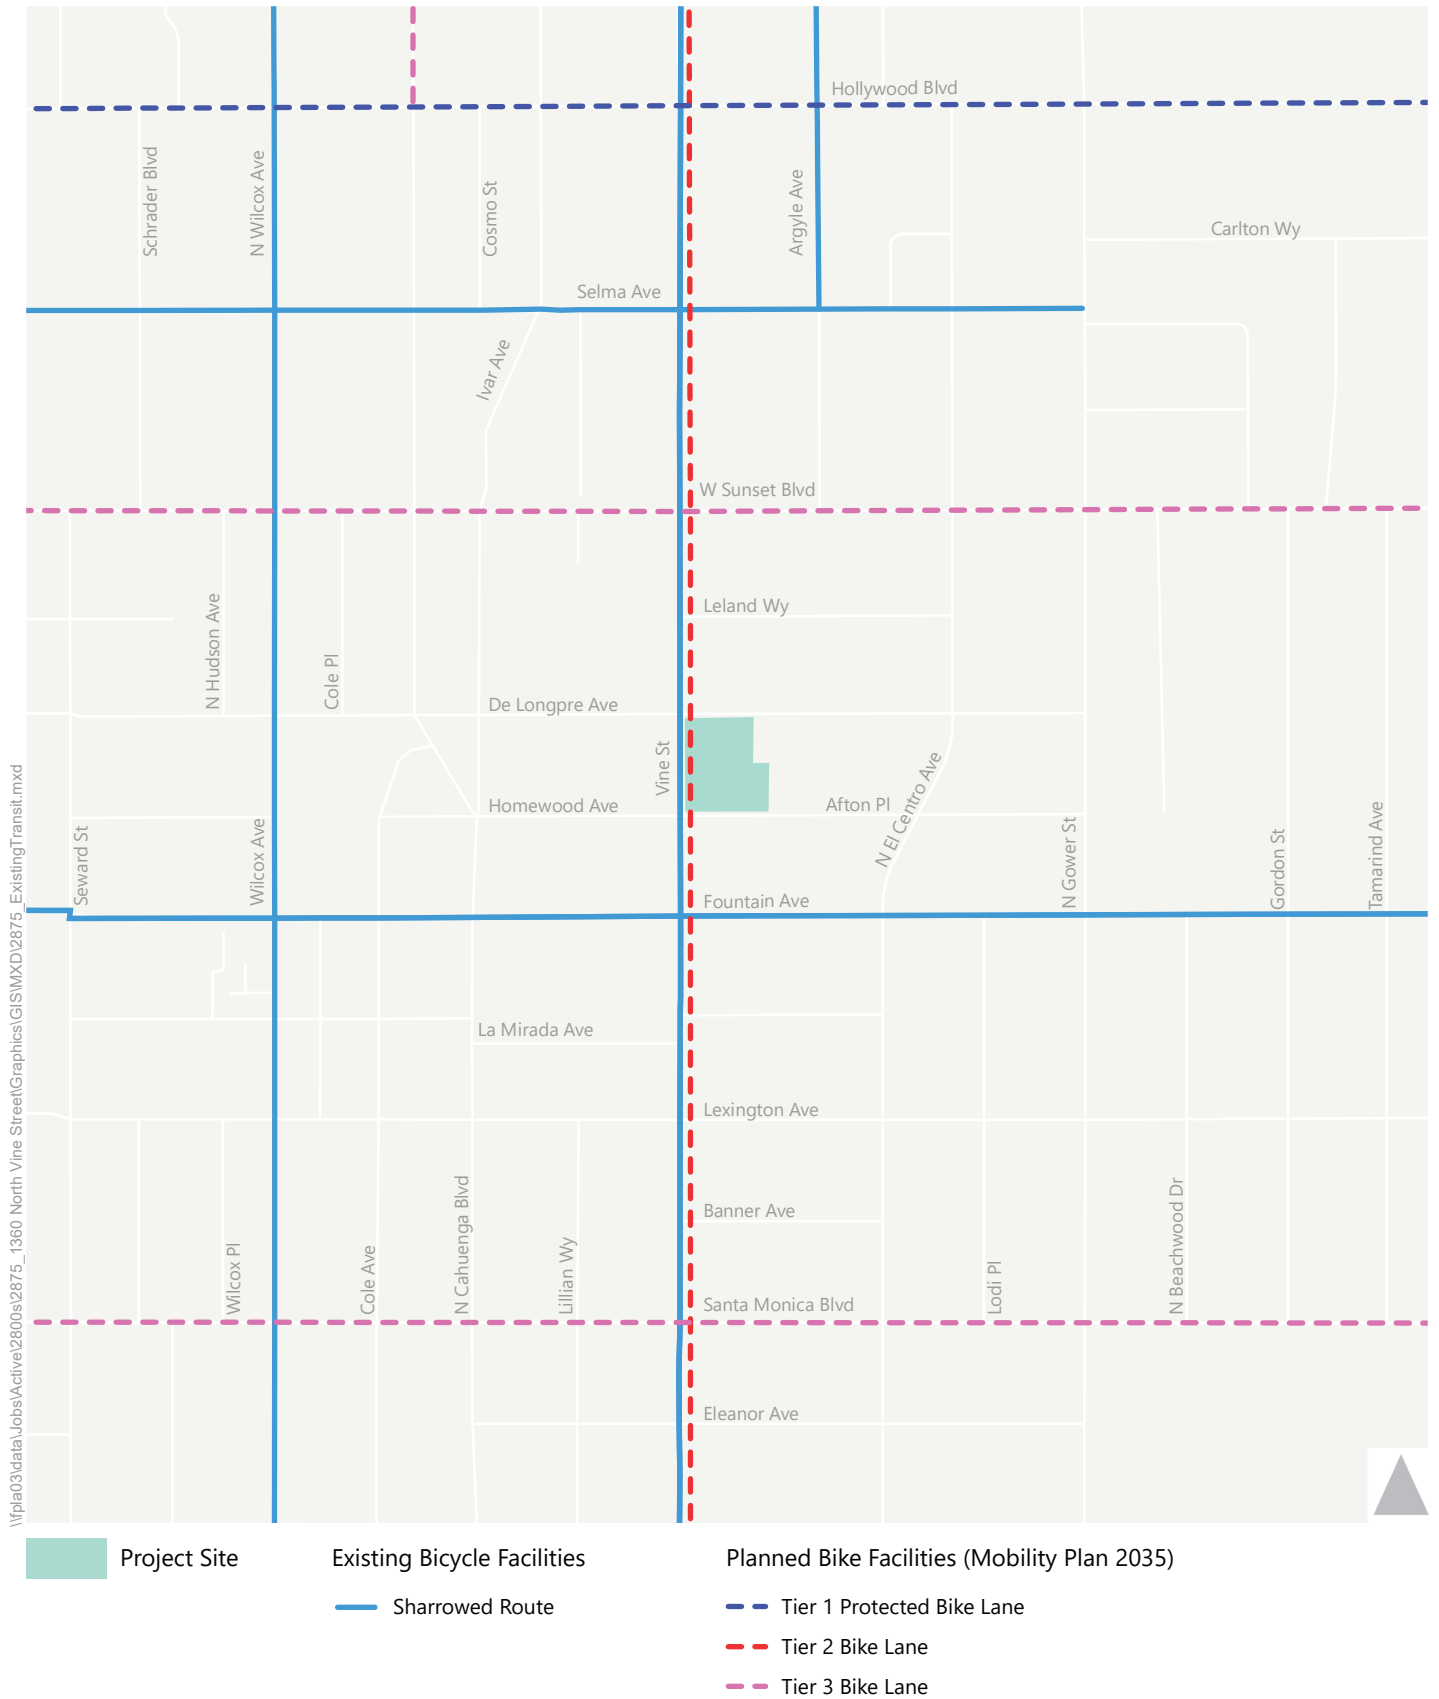 Hollywood Blvd
Schrader Blvd
N Wilcox Ave
Cosmo St
Argyle Ave
Carlton Wy
Selma Ave
Ivar Ave
W Sunset Blvd
N Hudson Ave
Cole Pl
Leland Wy
De Longpre Ave
Vine St
Homewood Ave
Afton Pl
N El Centro Ave
Seward St
Wilcox Ave
N Gower St
Gordon St
Tamarind Ave
Fountain Ave
La Mirada Ave
Lexington Ave
Banner Ave
Wilcox Pl
Cole Ave
N Cahuenga Blvd
Lillian Wy
Lodi Pl
N Beachwood Dr
Santa Monica Blvd
Eleanor Ave
\\fpla03\data\Jobs\Active\2800s\2875_1360 North Vine Street\Graphics\GIS\MXD\2875_ExistingTransit.mxd
Project Site
Existing Bicycle Facilities
Sharrowed Route
Planned Bike Facilities (Mobility Plan 2035)
Tier 1 Protected Bike Lane
Tier 2 Bike Lane
Tier 3 Bike Lane